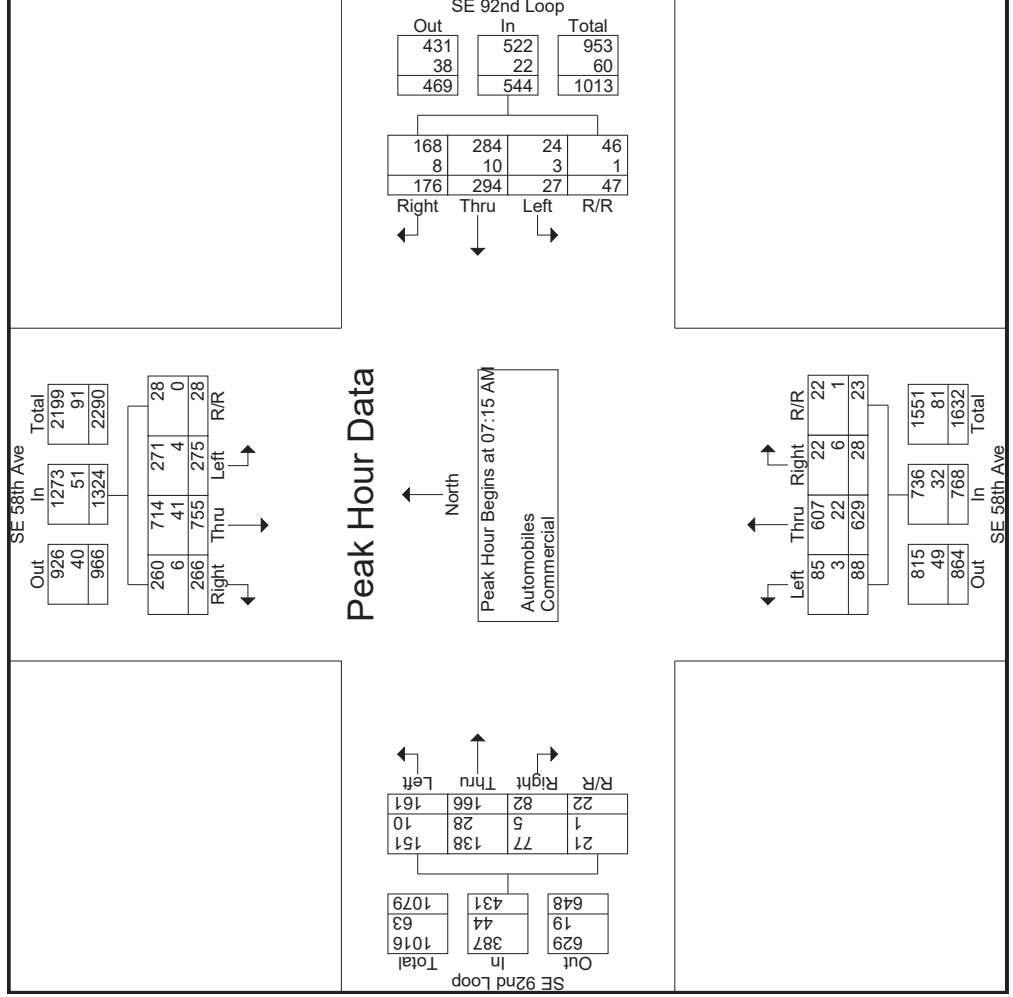 SE 92nd Loop
Out In Total
431 522 953
38 22 60
469 544 1013
168 284 24 46
8 10 3 1
176 294 27 47
Right Thru Left R/R
SE 58th Ave
Out In Total
926 1273 2199
40 51 91
966 1324 2290
260 714 271 28
6 41 4 0
266 755 275 28
Right Thru Left R/R
Peak Hour Data
North
Peak Hour Begins at 07:15 AM
Automobiles
Commercial
Left Thru Right R/R
85 607 22 22
3 22 6 1
88 629 28 23
815 736 1551
49 32 81
864 768 1632
Out In Total
SE 58th Ave
Left Thru Right R/R
161 166 82 22
10 28 5 1
151 138 77 21
1079 431 648
63 44 19
1016 387 629
Total In Out
SE 92nd Loop